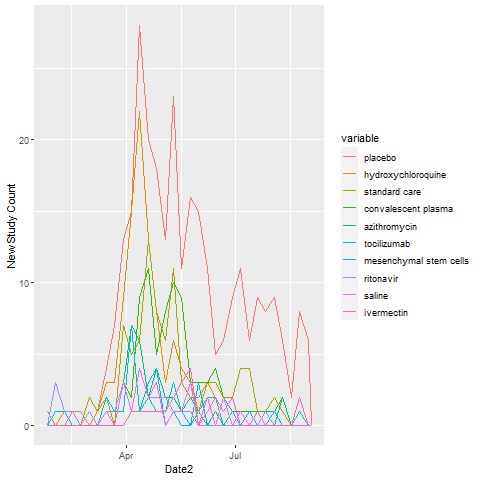 NewStudy Count
20
10
0
Apr
Jul
Date2
variable
placebo
hydroxychloroquine
standard care
convalescent plasma
azithromycin
tocilizumab
mesenchymal stem cells
ritonavir
saline
ivermectin